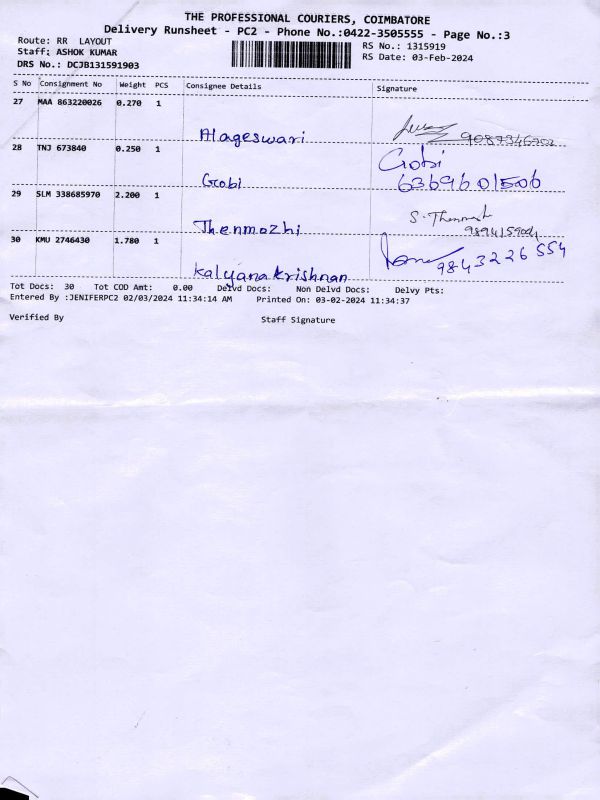 THE PROFESSIONAL COURIERS, COIMBATORE
Delivery Runsheet - PC2 - Phone No.:0422-3505555 - Page No.:3
Route: RR LAYOUT
Staff: ASHOK KUMAR
DRS No.: DCJB131591903
RS No.: 1315919
RS Date: 03-Feb-2024
S No Consignment No Weight PCS Consignee Details Signature
27 MAA 863220026 0.270 1
Alageswari
28 TNJ 673840 0.250 1 Gobi
Gobi 6369601506
29 SLM 338685970 2.200 1 S. Thenmozhi
Thenmozhi
30 KMU 2746430 1.780 1
Kalyanakrishnan 9843226554
Tot Docs: 30 Tot COD Amt: 0.00 Delvd Docs: Non Delvd Docs: Delvy Pts:
Entered By :JENIFERPC2 02/03/2024 11:34:14 AM Printed On: 03-02-2024 11:34:37
Verified By Staff Signature